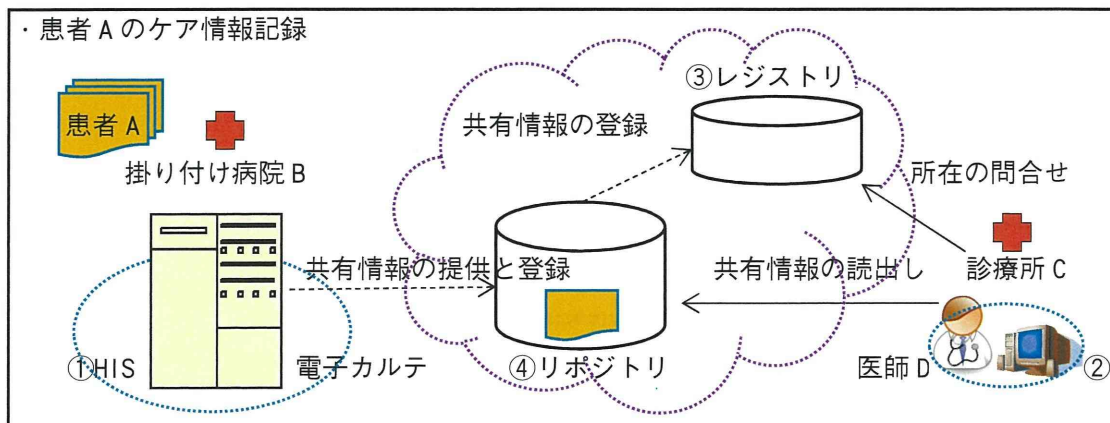 ・患者Aのケア情報記録
患者A
掛り付け病院B
③レジストリ
共有情報の登録
所在の問合せ
共有情報の提供と登録
共有情報の読出し
診療所C
①HIS
電子カルテ
④リポジトリ
医師D
②